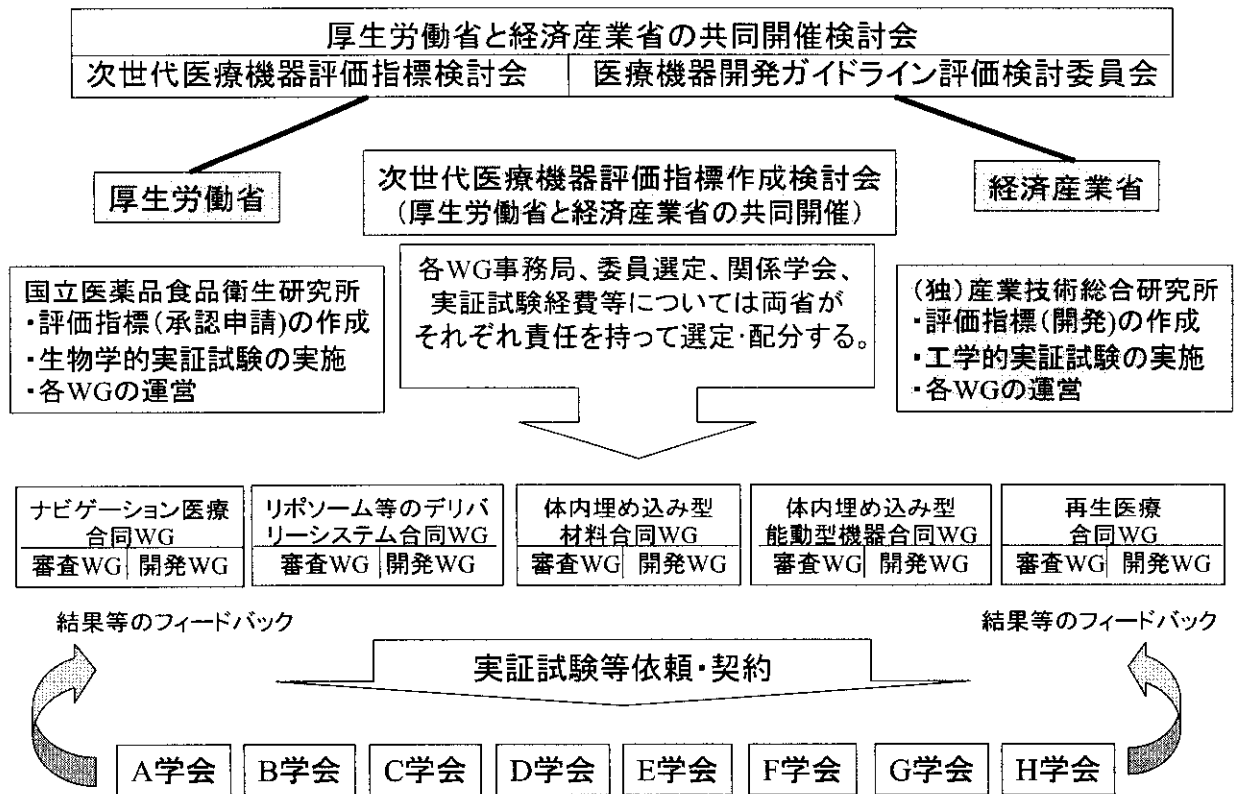 厚生労働省と経済産業省の共同開催検討会
次世代医療機器評価指標検討会
医療機器開発ガイドライン評価検討委員会
厚生労働省
次世代医療機器評価指標作成検討会
(厚生労働省と経済産業省の共同開催)
経済産業省
国立医薬品食品衛生研究所
・評価指標(承認申請)の作成
・生物学的実証試験の実施
・各WGの運営
各WG事務局、委員選定、関係学会、
実証試験経費等については両省が
それぞれ責任を持って選定・配分する。
(独)産業技術総合研究所
・評価指標(開発)の作成
・工学的実証試験の実施
・各WGの運営
ナビゲーション医療
合同WG
審査WG 開発WG
リポソーム等のデリバ
リーシステム合同WG
審査WG 開発WG
体内埋め込み型
材料合同WG
審査WG 開発WG
体内埋め込み型
能動型機器合同WG
審査WG 開発WG
再生医療
合同WG
審査WG 開発WG
結果等のフィードバック
結果等のフィードバック
実証試験等依頼・契約
A学会
B学会
C学会
D学会
E学会
F学会
G学会
H学会